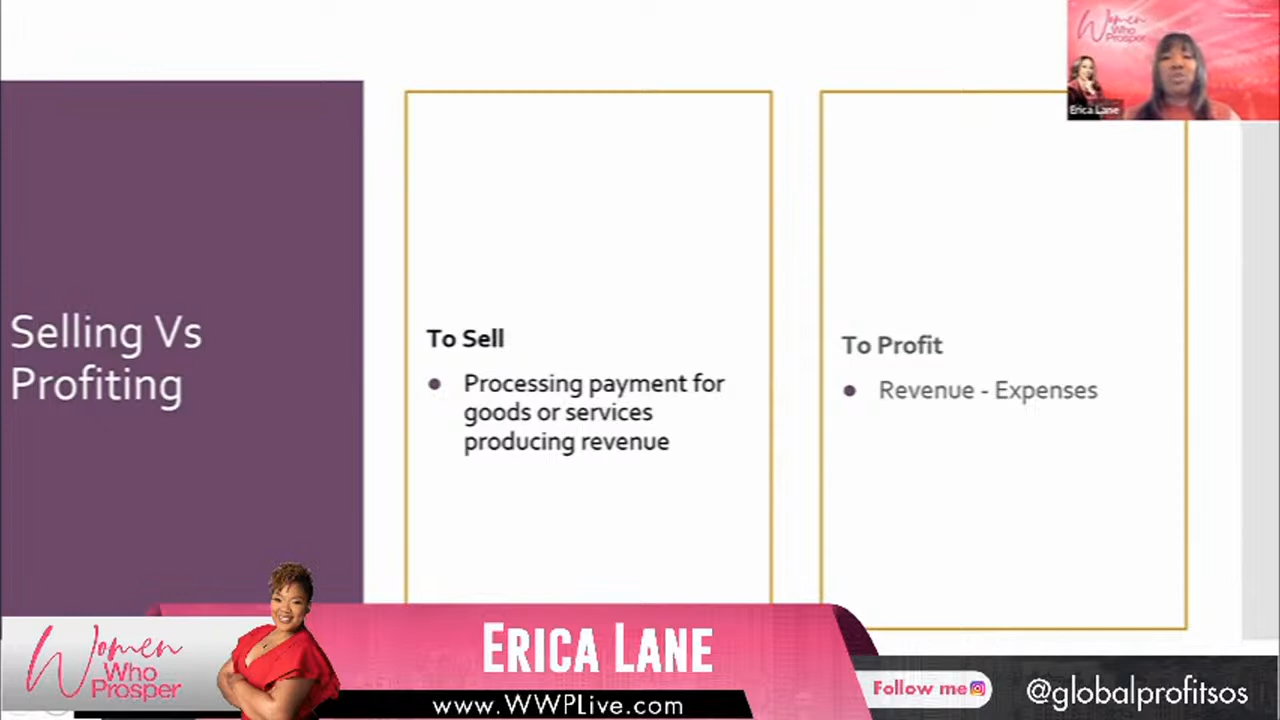 Women
Who
Prosper
Erica Lane
Selling Vs
Profiting
To Sell
● Processing payment for
goods or services
producing revenue
To Profit
● Revenue - Expenses
Women
Who
Prosper
ERICA LANE
www.WWPLive.com
Follow me
@globalprofitsos